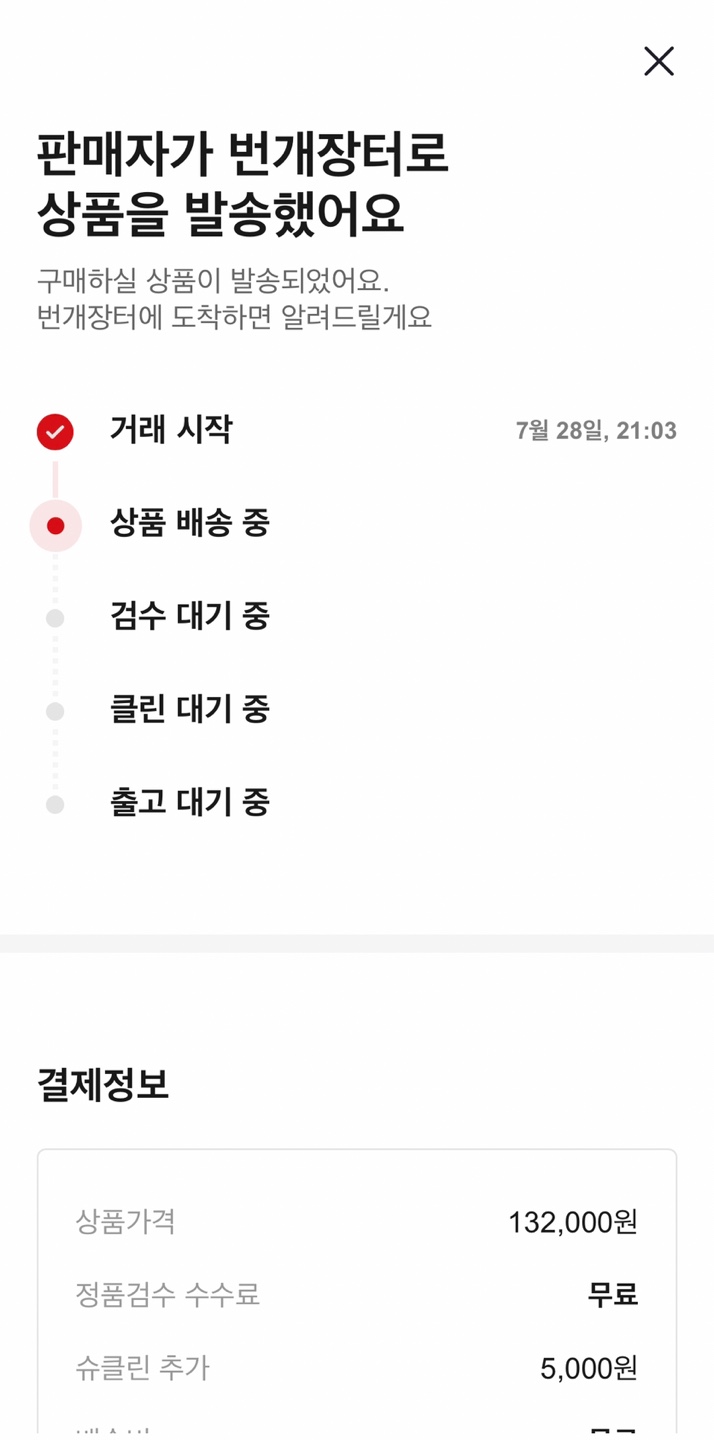 판매자가 번개장터로
상품을 발송했어요
구매하실 상품이 발송되었어요.
번개장터에 도착하면 알려드릴게요
거래 시작 7월 28일, 21:03
상품 배송 중
검수 대기 중
클린 대기 중
출고 대기 중
결제정보
상품가격 132,000원
정품검수 수수료 무료
슈클린 추가 5,000원